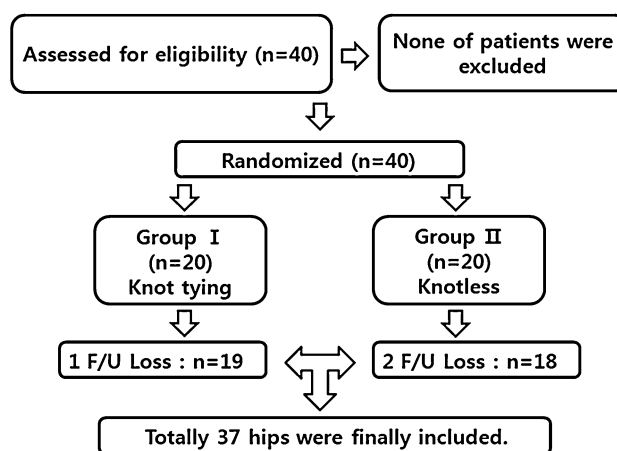 Assessed for eligibility (n=40)
None of patients were
excluded
Randomized (n=40)
Group Ⅰ
(n=20)
Knot tying
Group Ⅱ
(n=20)
Knotless
1 F/U Loss : n=19
2 F/U Loss : n=18
Totally 37 hips were finally included.